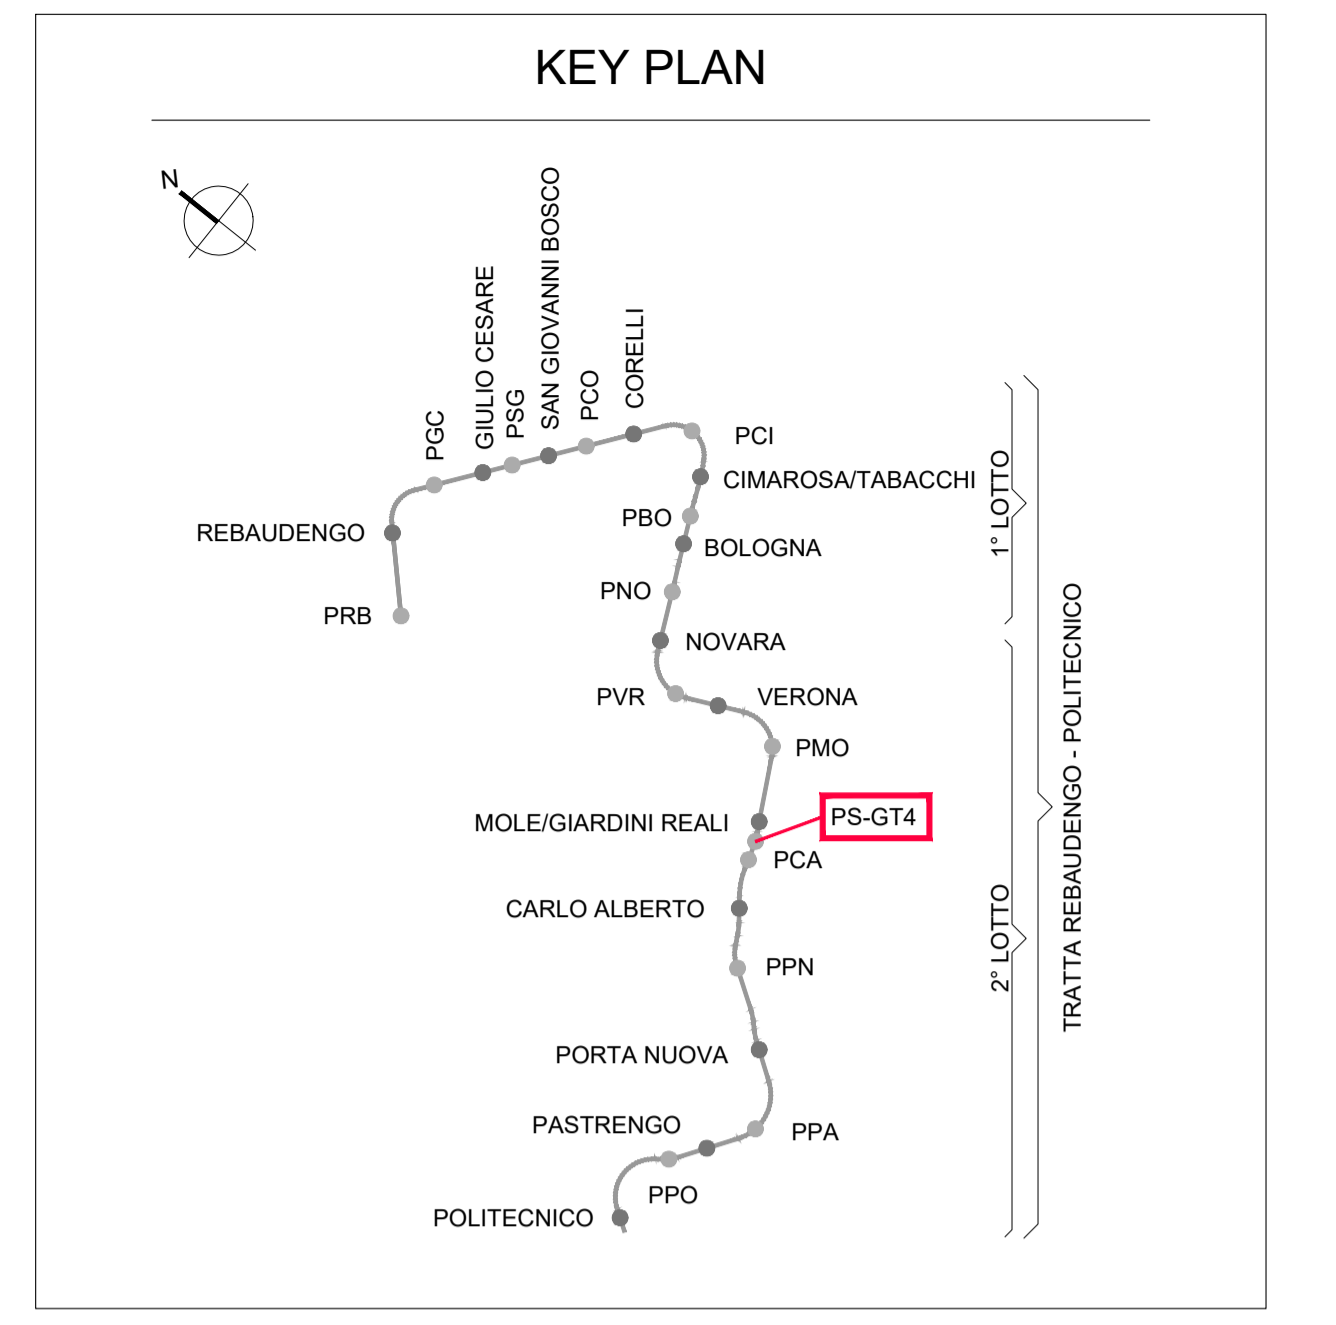 KEY PLAN
N
PGC
GIULIO CESARE
PSG
SAN GIOVANNI BOSCO
PCO
CORELLI
PCI
CIMAROSA/TABACCHI
REBAUDENGO
PBO
BOLOGNA
PNO
PRB
NOVARA
PVR
VERONA
PMO
MOLE/GIARDINI REALI
PS-GT4
PCA
CARLO ALBERTO
PPN
PORTA NUOVA
PASTRENGO
PPA
PPO
POLITECNICO
1° LOTTO
2° LOTTO
TRATTA REBAUDENGO - POLITECNICO